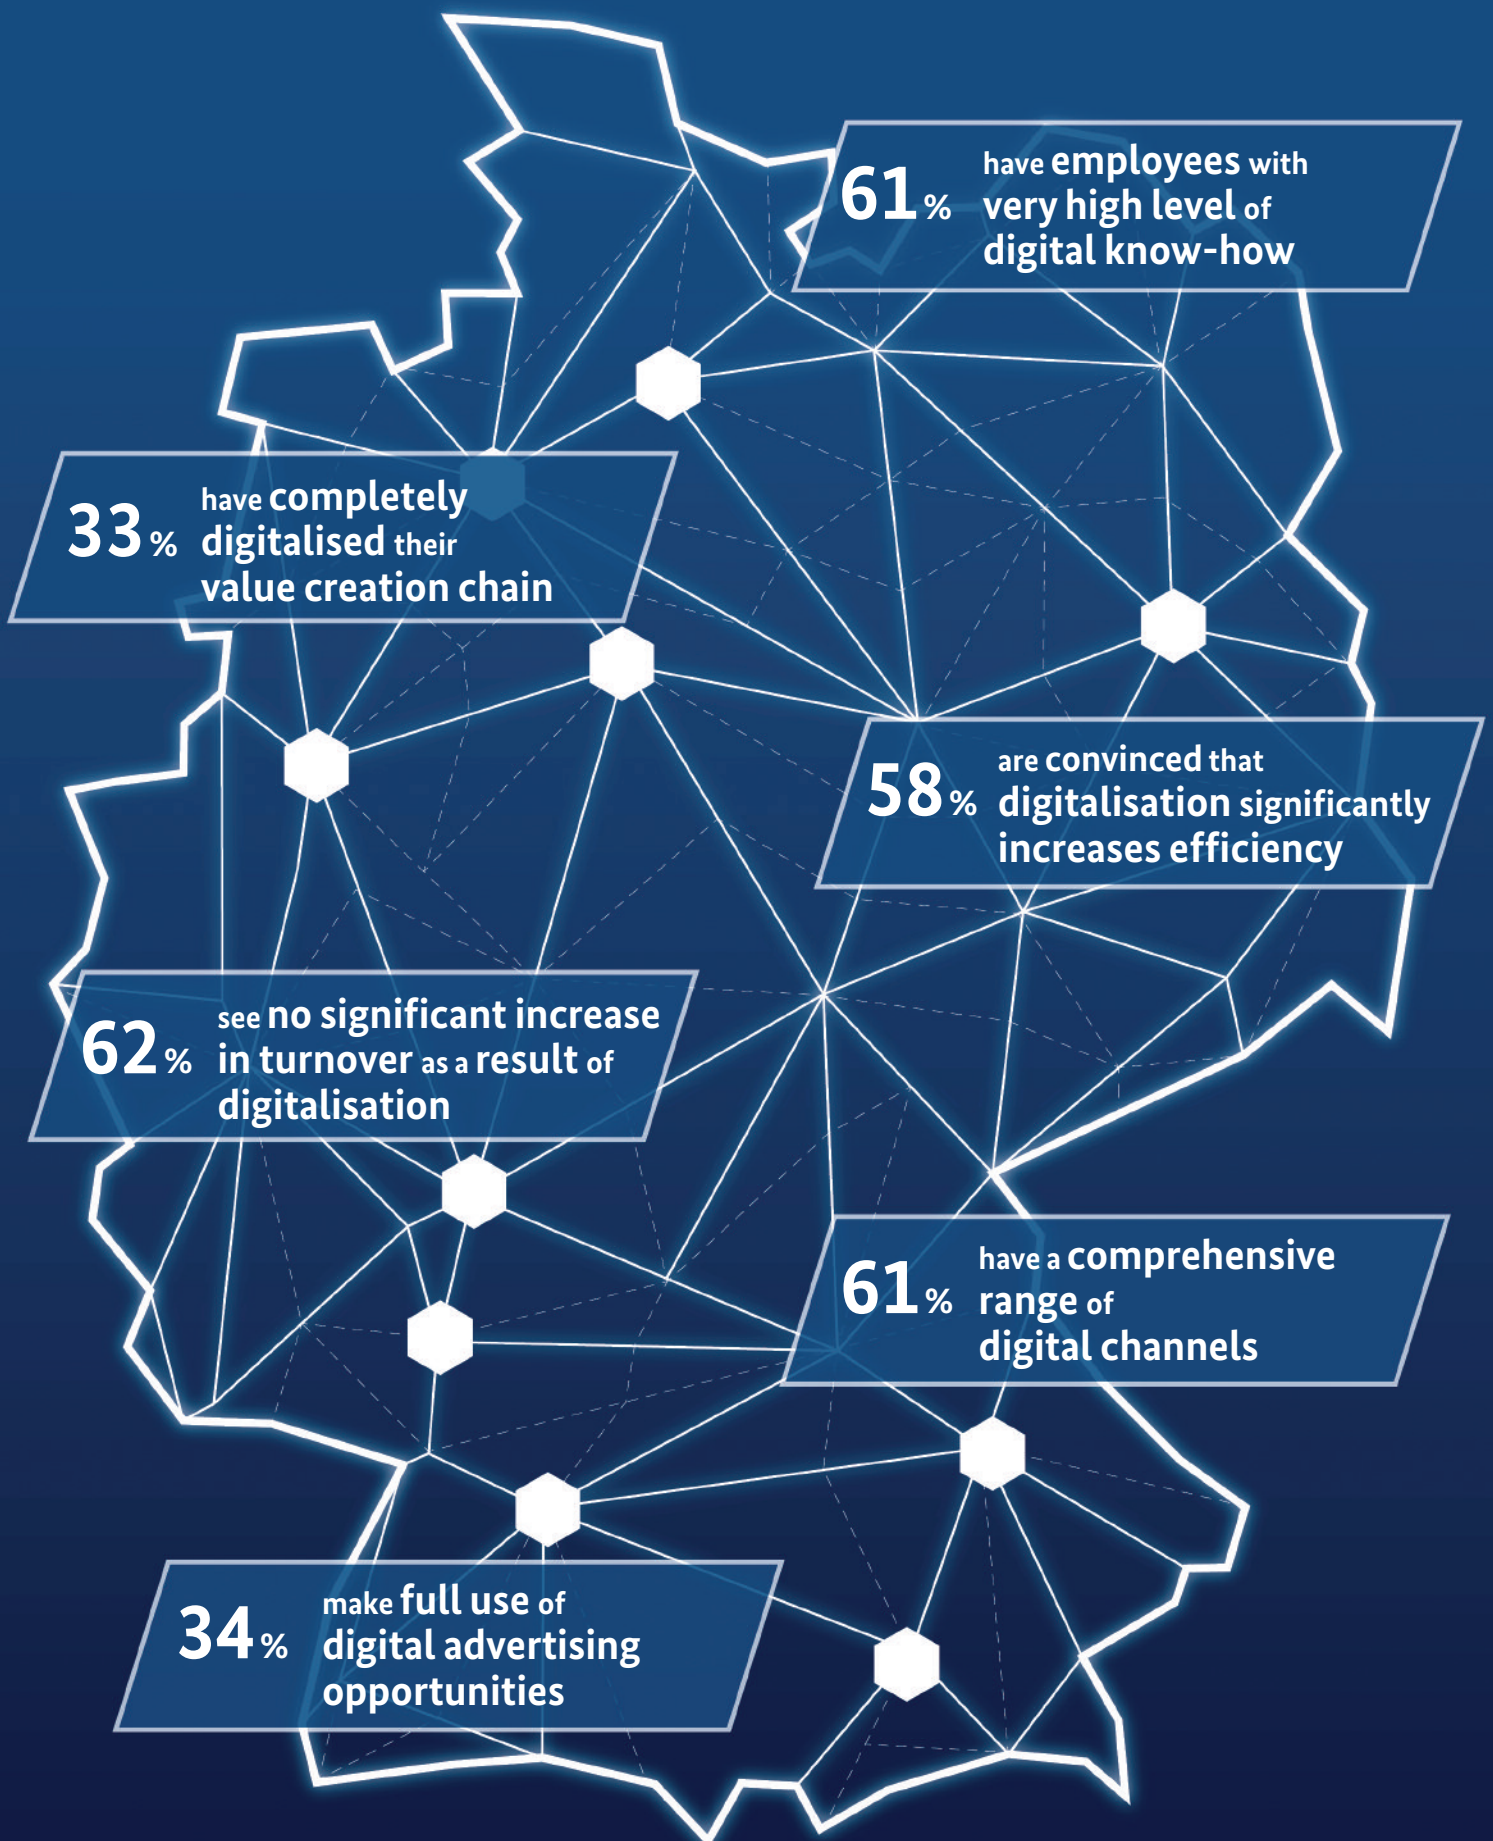 61 %
have employees with
very high level of
digital know-how
33 %
have completely
digitalised their
value creation chain
58 %
are convinced that
digitalisation significantly
increases efficiency
62 %
see no significant increase
in turnover as a result of
digitalisation
61 %
have a comprehensive
range of
digital channels
34 %
make full use of
digital advertising
opportunities